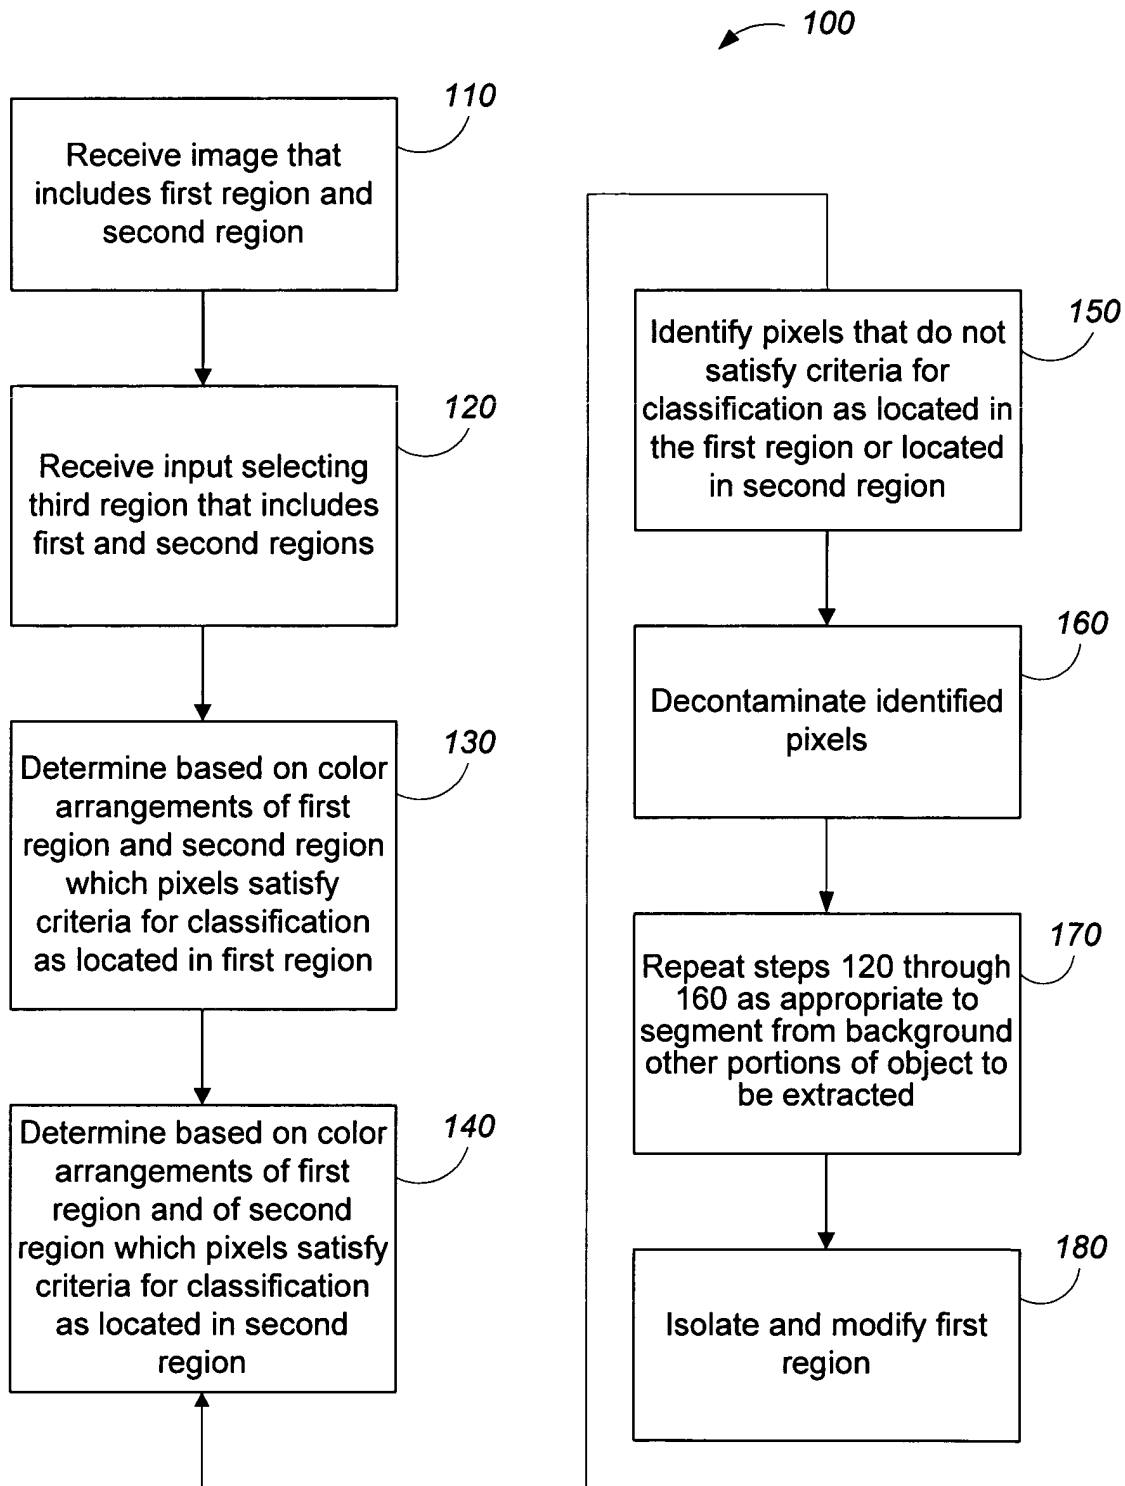 100
110
Receive image that
includes first region and
second region
120
Receive input selecting
third region that includes
first and second regions
130
Determine based on color
arrangements of first
region and second region
which pixels satisfy
criteria for classification
as located in first region
140
Determine based on color
arrangements of first
region and of second
region which pixels satisfy
criteria for classification
as located in second
region
150
Identify pixels that do not
satisfy criteria for
classification as located in
the first region or located
in second region
160
Decontaminate identified
pixels
170
Repeat steps 120 through
160 as appropriate to
segment from background
other portions of object to
be extracted
180
Isolate and modify first
region